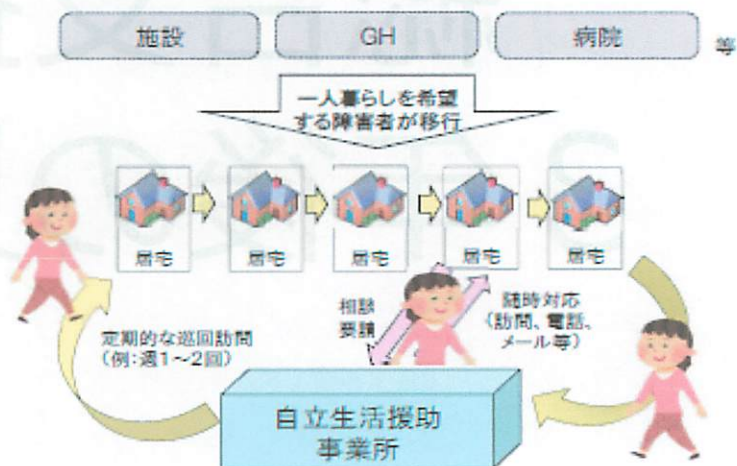 施設
GH
病院
等
一人暮らしを希望
する障害者が移行
居宅
居宅
居宅
居宅
居宅
定期的な巡回訪問
(例:週1~2回)
相談
要請
随時対応
(訪問、電話、
メール等)
自立生活援助
事業所